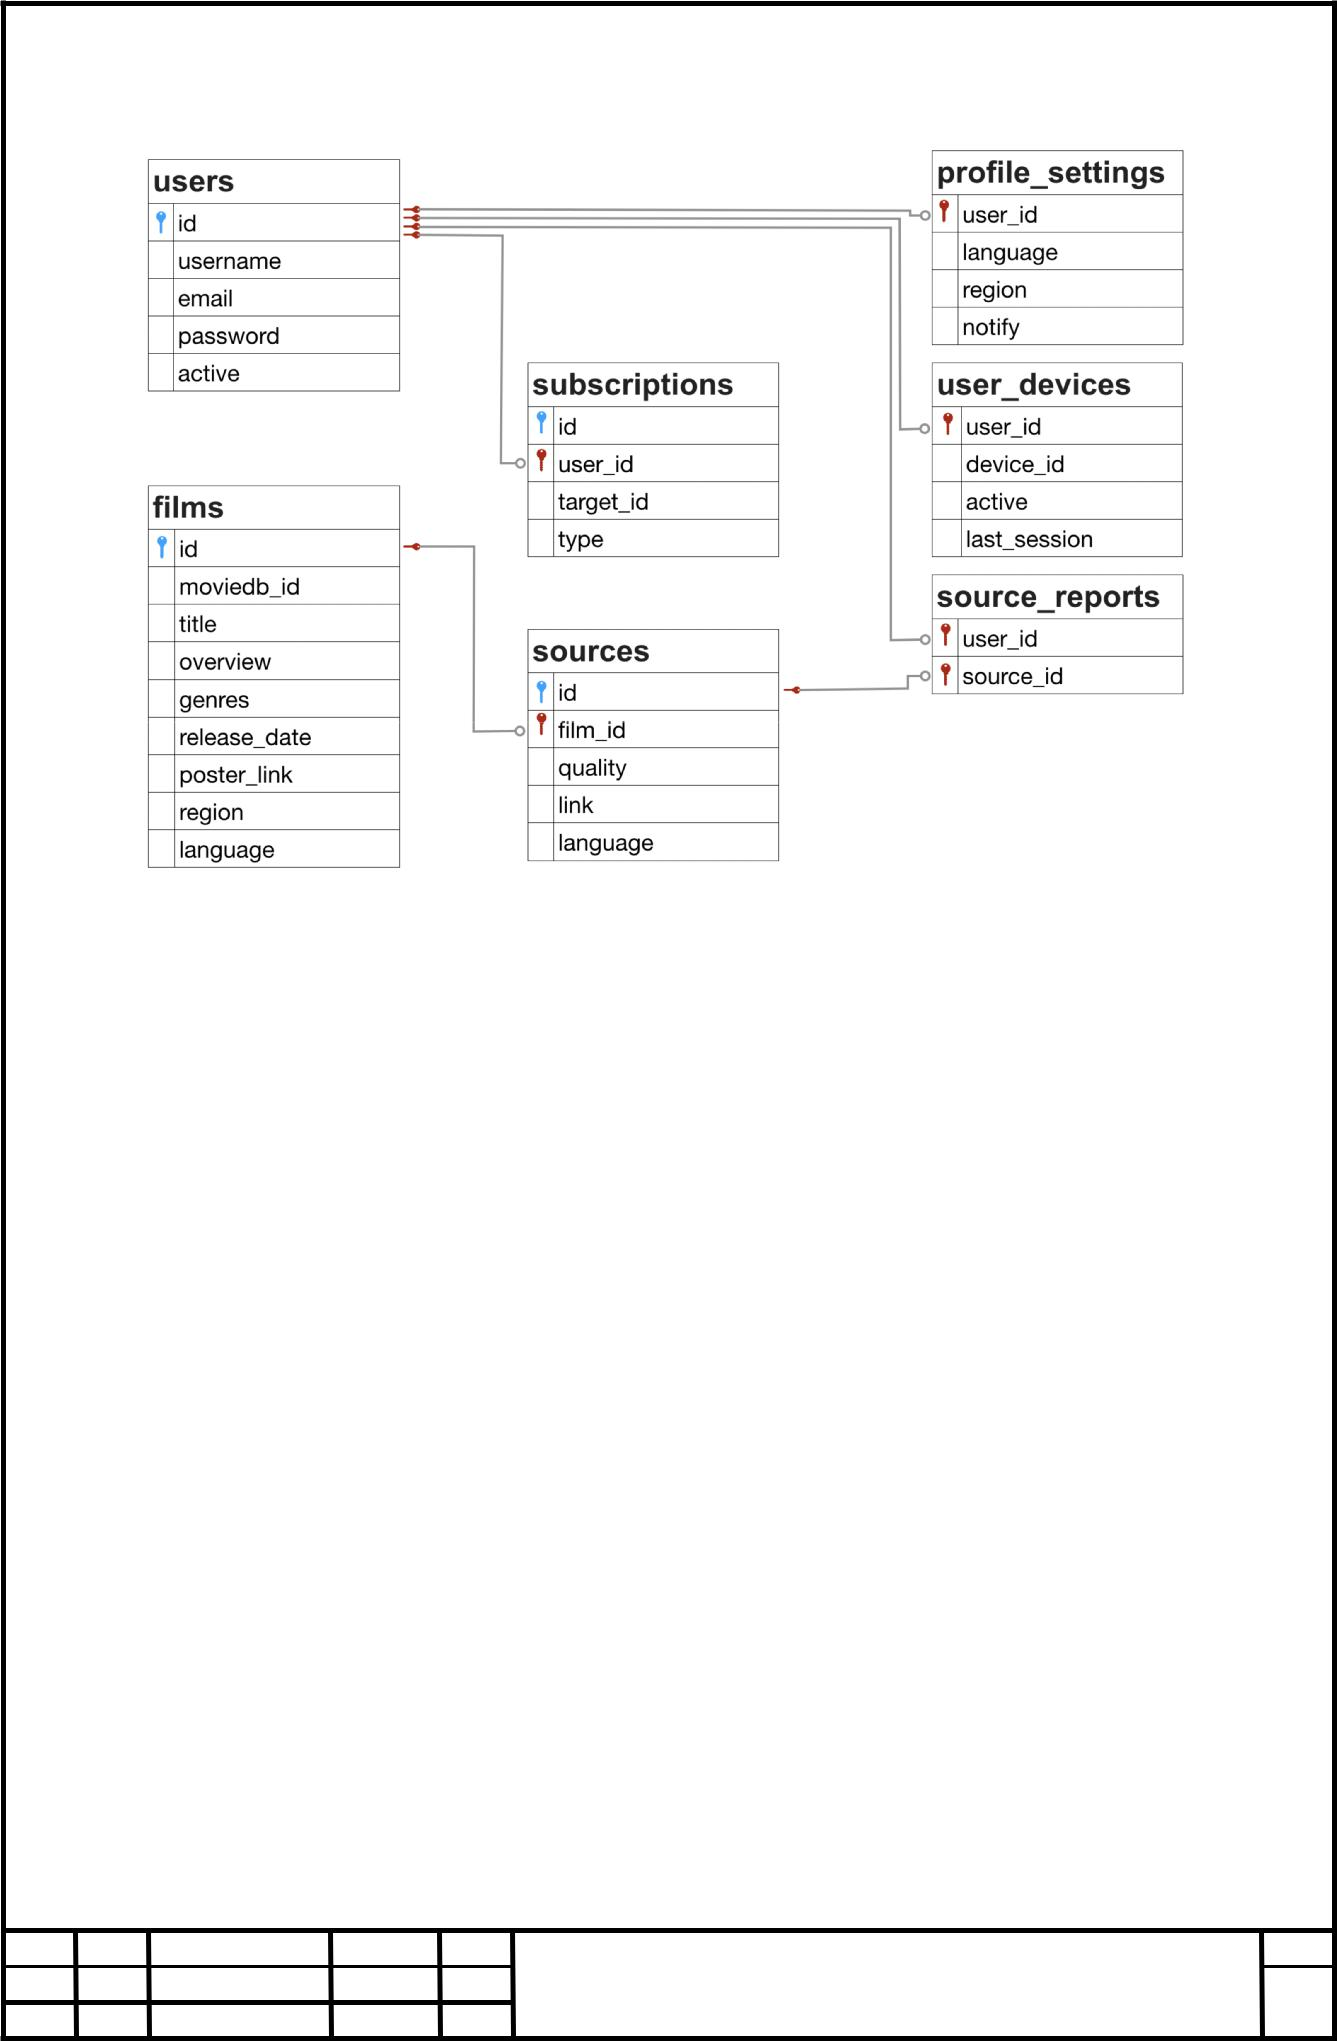 users
id
username
email
password
active
films
id
moviedb_id
title
overview
genres
release_date
poster_link
region
language
subscriptions
id
user_id
target_id
type
sources
id
film_id
quality
link
language
profile_settings
user_id
language
region
notify
user_devices
user_id
device_id
active
last_session
source_reports
user_id
source_id